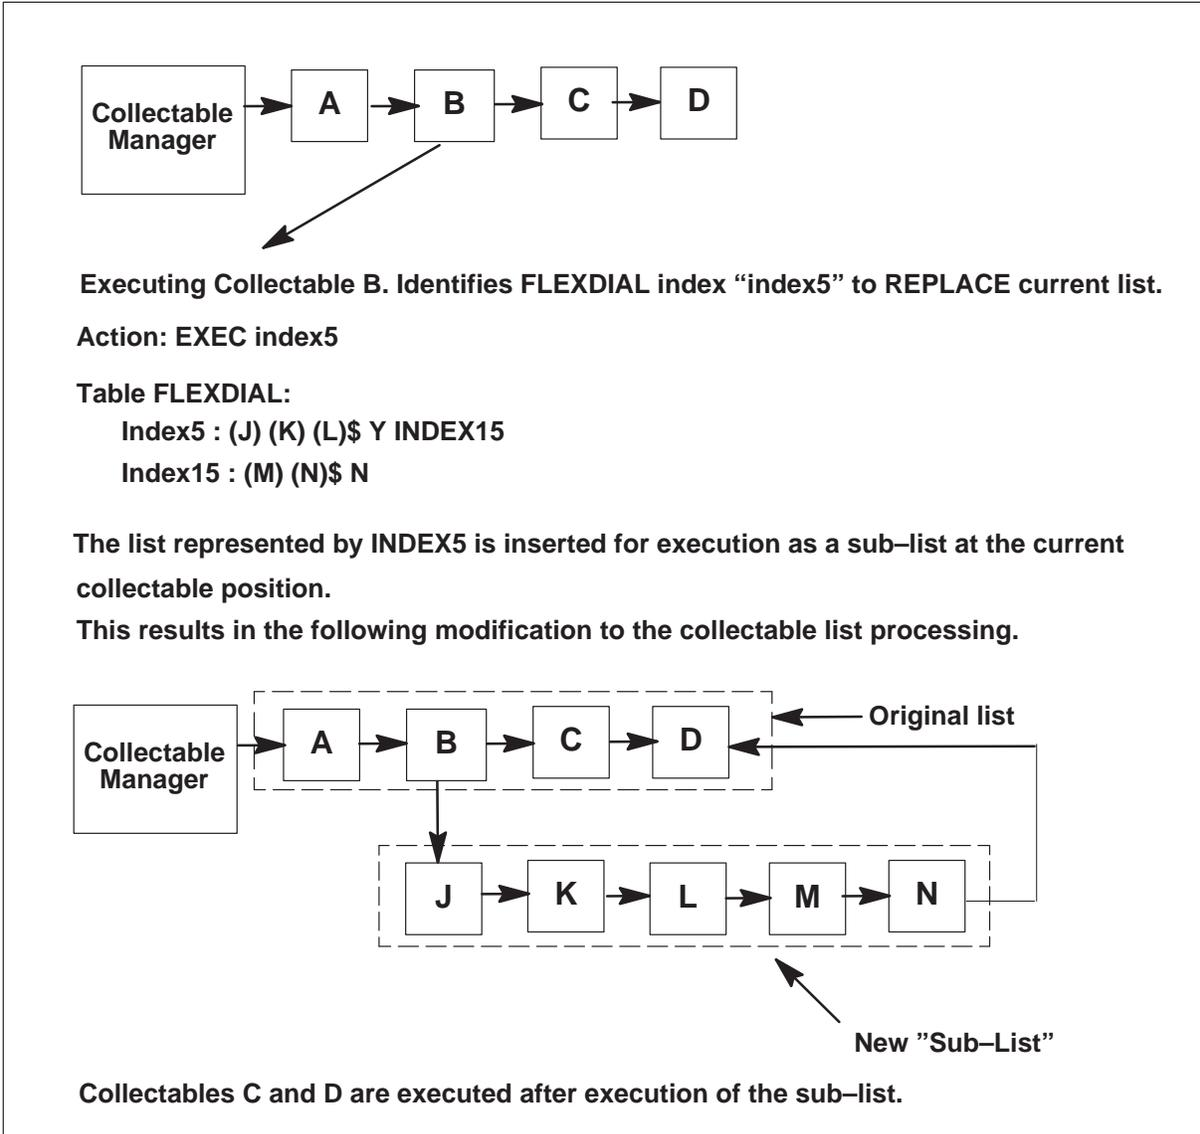 Collectable
Manager
A
B
C
D
Executing Collectable B. Identifies FLEXDIAL index “index5” to REPLACE current list.
Action: EXEC index5
Table FLEXDIAL:
Index5 : (J) (K) (L)$ Y INDEX15
Index15 : (M) (N)$ N
The list represented by INDEX5 is inserted for execution as a sub–list at the current
collectable position.
This results in the following modification to the collectable list processing.
Original list
Collectable
Manager
A
B
C
D
J
K
L
M
N
New ”Sub–List”
Collectables C and D are executed after execution of the sub–list.